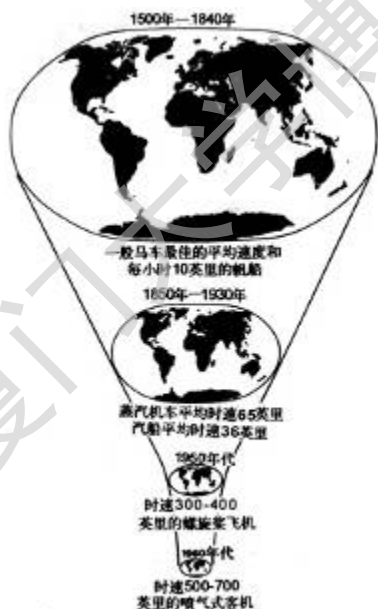 1500年—1840年
一般马车最佳的平均速度和
每小时10英里的帆船
1850年—1930年
蒸汽机车平均时速65英里
汽船平均时速36英里
1950年代
时速300-400
英里的螺旋桨飞机
1960年代
时速500-700
英里的喷气式客机
厦门大学博